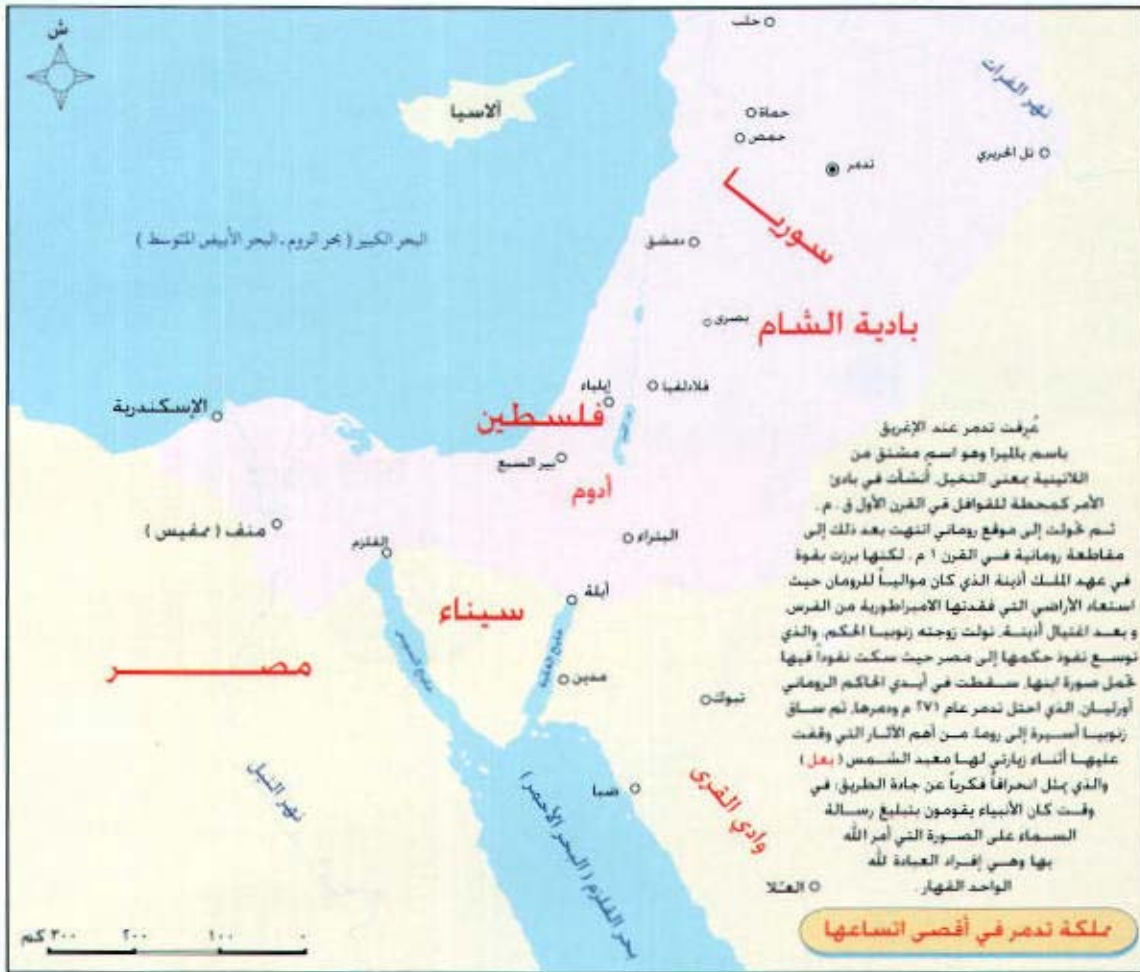 ش
حلب
نهر الفرات
آلاسيا
حماة
حمص
تل الحريري
تدمر
سوريا
البحر الكبير ( بحر الروم ، البحر الأبيض المتوسط )
دمشق
بصرى
بادية الشام
فلادلفيا
إيلياء
الإسكندرية
فلسطين
بير السبع
أدوم
منف ( ممفيس )
القلزم
البتراء
أيلة
سيناء
خليج السويس
خليج العقبة
مصر
مدين
تبوك
نهر النيل
ضبا
وادي القرى
بحر القلزم ( البحر الأحمر )
العُلا
عُرفت تدمر عند الإغريق
باسم بالميرا وهو اسم مشتق من
اللاتينية بمعنى النخيل. أنشأت في بادئ
الأمر كمحطة للقوافل في القرن الأول ق . م .
ثم تحولت إلى موقع روماني انتهت بعد ذلك إلى
مقاطعة رومانية في القرن ١ م . لكنها برزت بقوة
في عهد الملك أذينة الذي كان موالياً للرومان حيث
استعاد الأراضي التي فقدتها الامبراطورية من الفرس.
و بعد اغتيال أذينة. تولت زوجته زنوبيا الحكم. والذي
توسع نفوذ حكمها إلى مصر حيث سكت نقوداً فيها
تحمل صورة ابنها. سقطت في أيدي الحاكم الروماني
أورليان. الذي احتل تدمر عام ٢٧١ م ودمرها. ثم ساق
زنوبيا أسيرة إلى روما. من أهم الآثار التي وقفت
عليها أثناء زيارتي لها معبد الشمس ( بعل )
والذي يمثل انحرافاً فكرياً عن جادة الطريق؛ في
وقت كان الأنبياء يقومون بتبليغ رسالة
السماء على الصورة التي أمر الله
بها وهي إفراد العبادة لله
الواحد القهار .
مملكة تدمر في أقصى اتساعها
٠ ١٠٠ ٢٠٠ ٣٠٠ كم